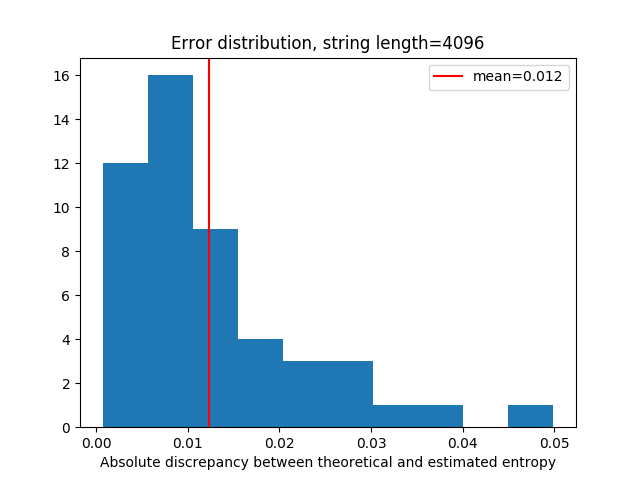 Error distribution, string length=4096
mean=0.012
16
14
12
10
8
6
4
2
0
0.00 0.01 0.02 0.03 0.04 0.05
Absolute discrepancy between theoretical and estimated entropy